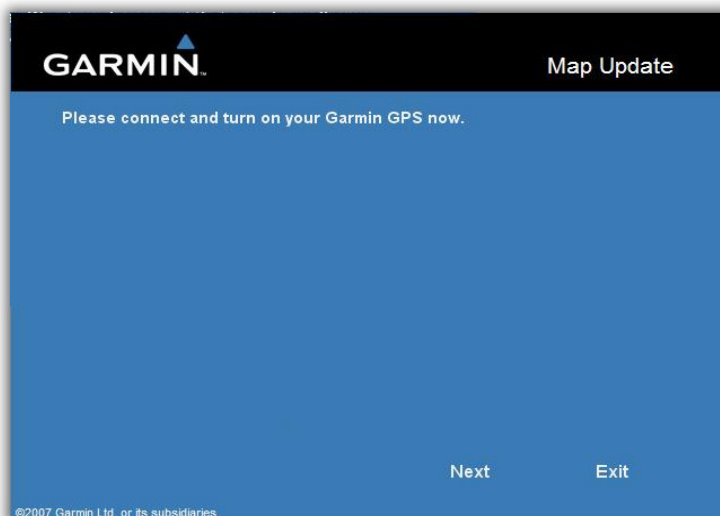 GARMIN™
Map Update
Please connect and turn on your Garmin GPS now.
Next Exit
©2007 Garmin Ltd. or its subsidiaries